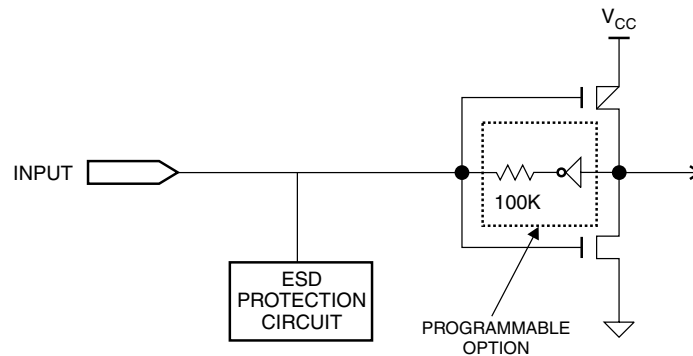 VCC
INPUT
100K
ESD
PROTECTION
CIRCUIT
PROGRAMMABLE
OPTION